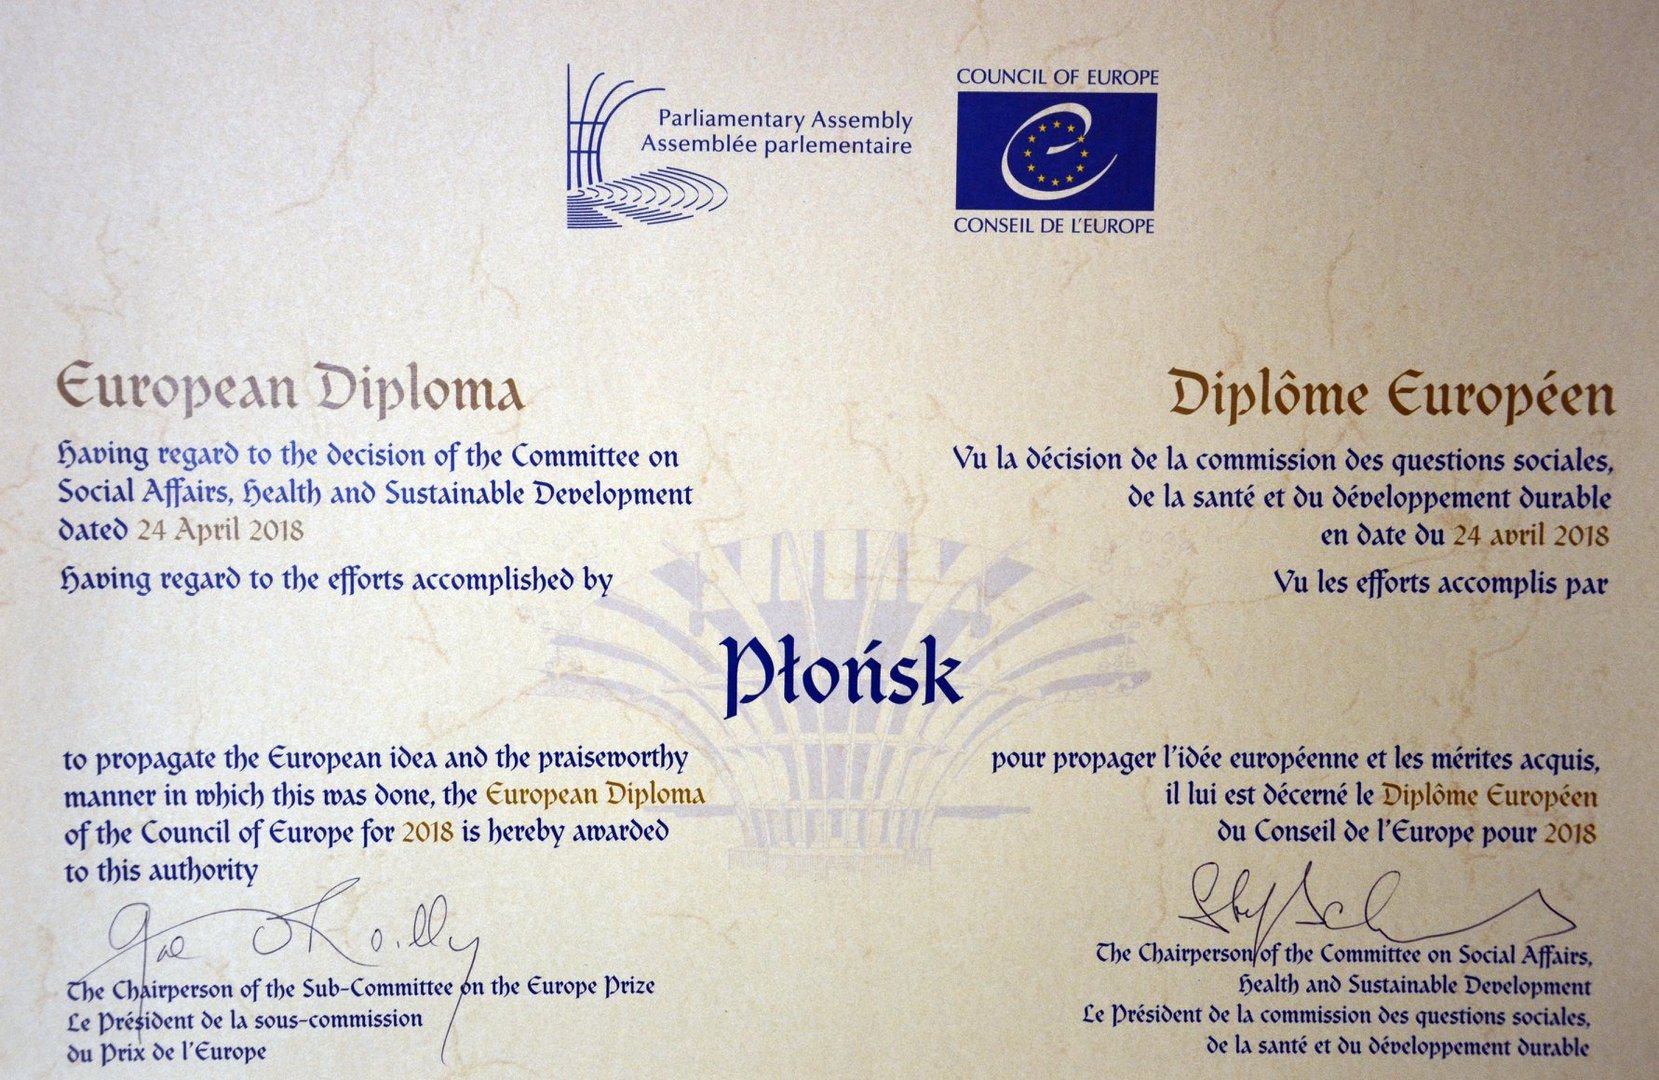 Parliamentary Assembly
Assemblée parlementaire
COUNCIL OF EUROPE
CONSEIL DE L'EUROPE
European Diploma
Having regard to the decision of the Committee on
Social Affairs, Health and Sustainable Development
dated 24 April 2018
Having regard to the efforts accomplished by
Diplôme Européen
Vu la décision de la commission des questions sociales,
de la santé et du développement durable
en date du 24 avril 2018
Vu les efforts accomplis par
Płońsk
to propagate the European idea and the praiseworthy
manner in which this was done, the European Diploma
of the Council of Europe for 2018 is hereby awarded
to this authority
pour propager l'idée européenne et les mérites acquis,
il lui est décerné le Diplôme Européen
du Conseil de l'Europe pour 2018
The Chairperson of the Sub-Committee on the Europe Prize
Le Président de la sous-commission
du Prix de l'Europe
The Chairperson of the Committee on Social Affairs,
Health and Sustainable Development
Le Président de la commission des questions sociales,
de la santé et du développement durable